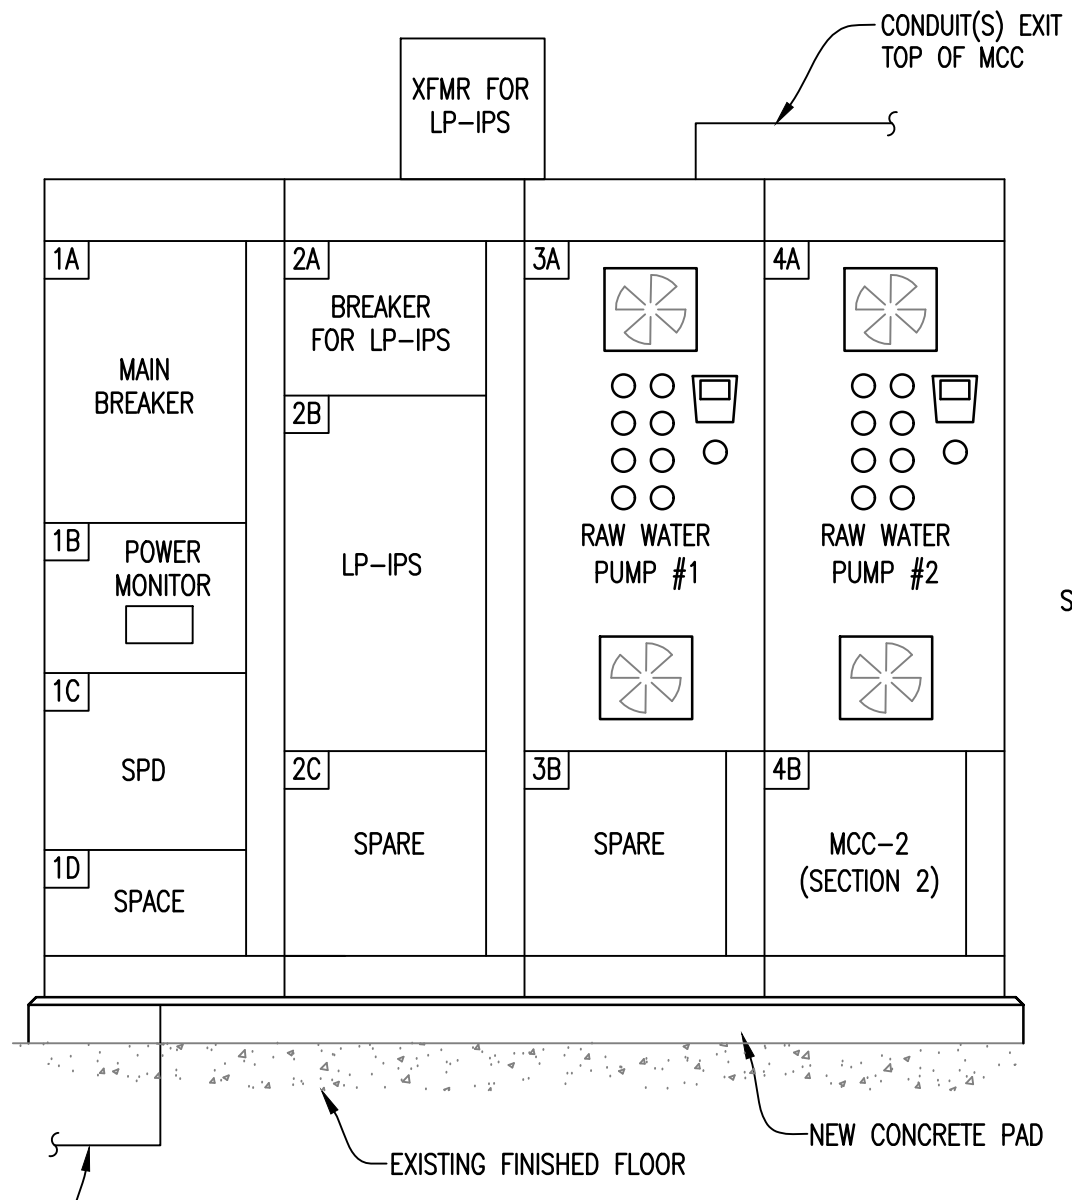 CONDUIT(S) EXIT
TOP OF MCC
XFMR FOR
LP-IPS
1A
MAIN
BREAKER
1B
POWER
MONITOR
1C
SPD
1D
SPACE
2A
BREAKER
FOR LP-IPS
2B
LP-IPS
2C
SPARE
3A
RAW WATER
PUMP #1
3B
SPARE
4A
RAW WATER
PUMP #2
4B
MCC-2
(SECTION 2)
S
NEW CONCRETE PAD
EXISTING FINISHED FLOOR